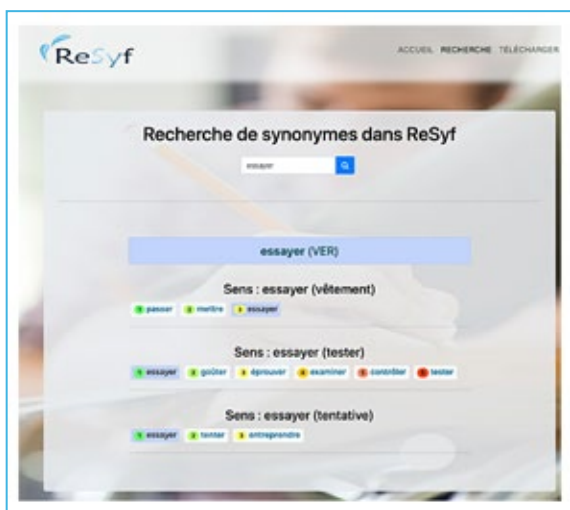 ReSyf
ACCUEIL RECHERCHE TÉLÉCHARGER
Recherche de synonymes dans ReSyf
essayer
essayer (VER)
Sens : essayer (vêtement)
1 passer 2 mettre 3 essayer
Sens : essayer (tester)
1 essayer 2 goûter 3 éprouver 4 examiner 5 contrôler tester
Sens : essayer (tentative)
1 essayer 2 tenter 3 entreprendre